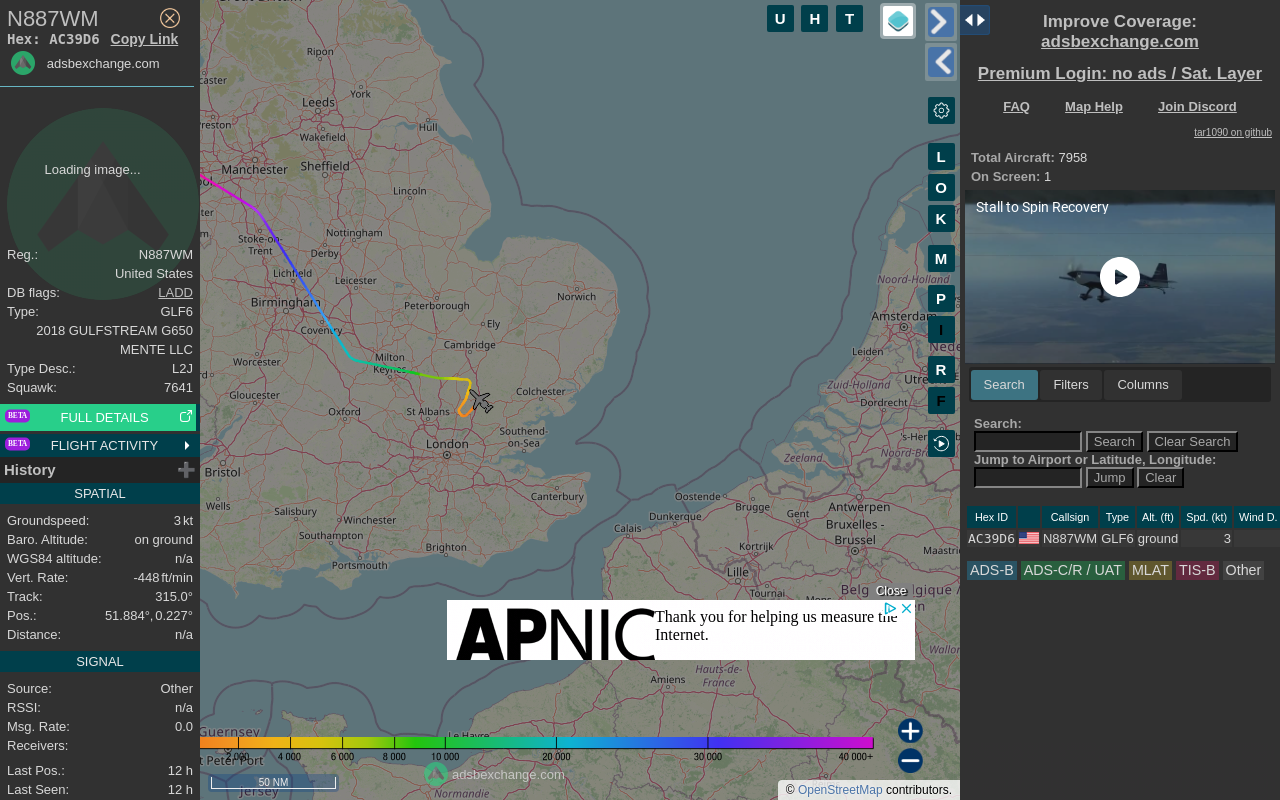 N887WM
Hex: AC39D6 Copy Link
adsbexchange.com
Loading image...
Reg.: N887WM
United States
DB flags: LADD
Type: GLF6
2018 GULFSTREAM G650
MENTE LLC
Type Desc.: L2J
Squawk: 7641
BETA FULL DETAILS
BETA FLIGHT ACTIVITY
History
SPATIAL
Groundspeed: 3 kt
Baro. Altitude: on ground
WGS84 altitude: n/a
Vert. Rate: -448 ft/min
Track: 315.0°
Pos.: 51.884°, 0.227°
Distance: n/a
SIGNAL
Source: Other
RSSI: n/a
Msg. Rate: 0.0
Receivers:
Last Pos.: 12 h
Last Seen: 12 h
U H T
L
O
K
M
P
I
R
F
Ripon
caster
York
Leeds
Preston
Hull
Wakefield
Manchester
Sheffield
Lincoln
Stoke-on-
Trent
Nottingham
Derby
Lichfield
Leicester
Norwich
Birmingham
Peterborough
Coventry
Ely
Cambridge
Worcester
Milton
Keynes
Colchester
Gloucester
Oxford
St Albans
Southend-
on-Sea
London
Bristol
Wells
Canterbury
Salisbury
Winchester
Southampton
Brighton
Portsmouth
Noord-Holland
Amsterdam
Leiden
Zuid-Holland
Dordrecht
Zeeland
Oostende
Brugge
Antwerpen
Gent
Dunkerque
Calais
Bruxelles -
Brussel
Kortrijk
Lille
Tournai
Mons
Hauts-de-
France
Amiens
Guernsey
Le Havre
t Peter Port
Jersey
Normandie
Close
APNIC
Thank you for helping us measure the
Internet.
2 000 4 000 6 000 8 000 10 000 20 000 30 000 40 000+
50 NM
adsbexchange.com
© OpenStreetMap contributors.
Improve Coverage:
adsbexchange.com
Premium Login: no ads / Sat. Layer
FAQ Map Help Join Discord
tar1090 on github
Total Aircraft: 7958
On Screen: 1
Stall to Spin Recovery
Search Filters Columns
Search:
Search Clear Search
Jump to Airport or Latitude, Longitude:
Jump Clear
Hex ID Callsign Type Alt. (ft) Spd. (kt) Wind D.
AC39D6 N887WM GLF6 ground 3
ADS-B ADS-C/R / UAT MLAT TIS-B Other